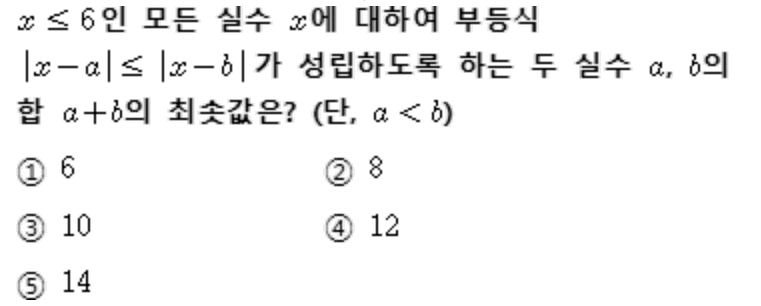 x ≤ 6인 모든 실수 x에 대하여 부등식
|x−a| ≤ |x−b|가 성립하도록 하는 두 실수 a, b의
합 a+b의 최솟값은? (단, a < b)
① 6 ② 8
③ 10 ④ 12
⑤ 14